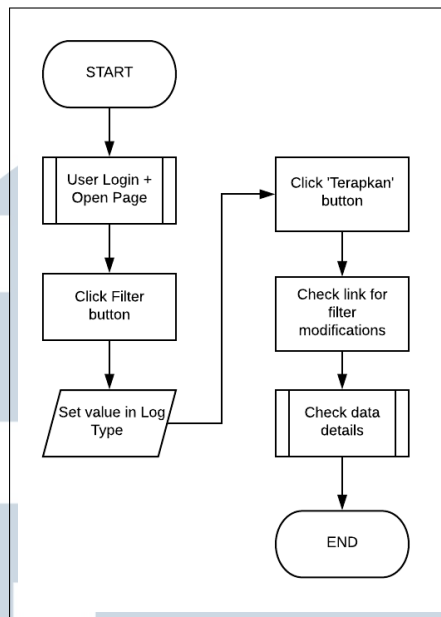 START
User Login +
Open Page
Click Filter
button
Set value in Log
Type
Click 'Terapkan'
button
Check link for
filter
modifications
Check data
details
END